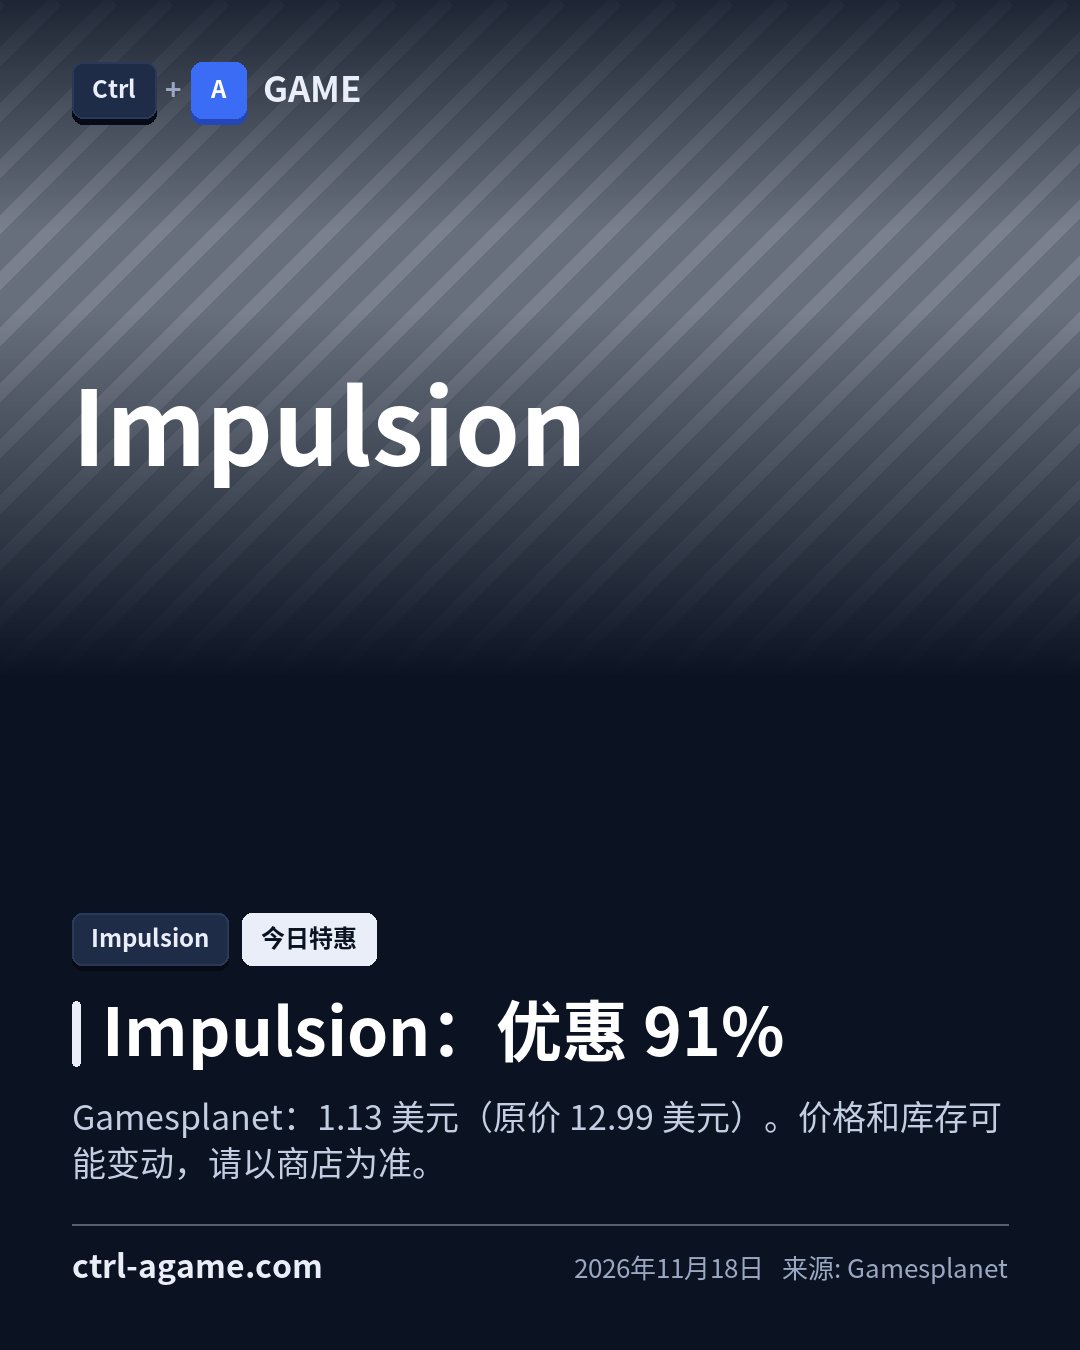 Ctrl + A GAME
Impulsion
Impulsion 今日特惠
Impulsion：优惠 91%
Gamesplanet：1.13 美元（原价 12.99 美元）。价格和库存可
能变动，请以商店为准。
ctrl-agame.com 2026年11月18日 来源: Gamesplanet